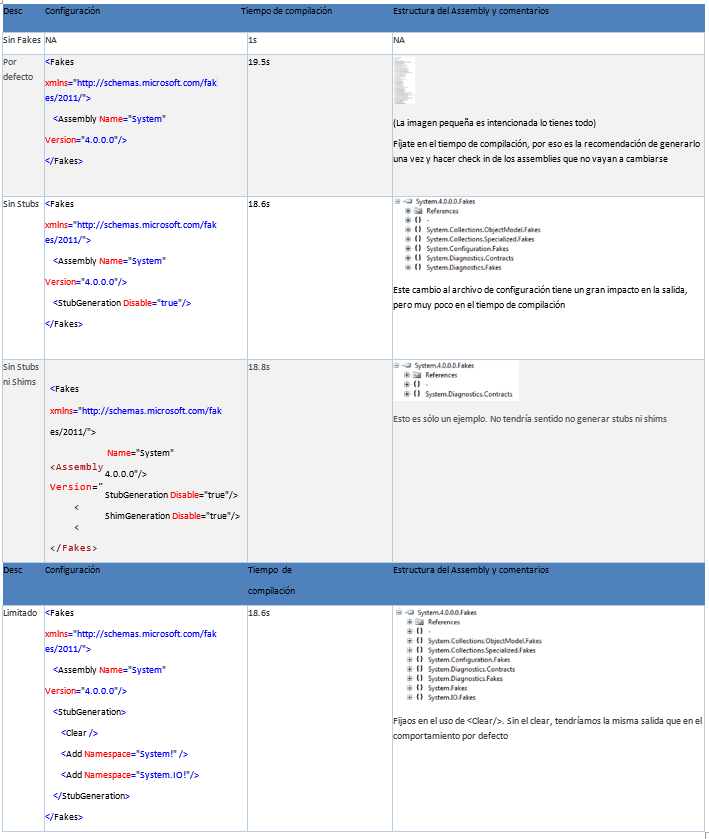 Desc Configuración Tiempo de compilación Estructura del Assembly y comentarios
Sin Fakes NA 1s NA
Por defecto
<Fakes
xmlns="http://schemas.microsoft.com/fak
es/2011/">
<Assembly Name="System"
Version="4.0.0.0"/>
</Fakes>
19.5s
(La imagen pequeña es intencionada lo tienes todo)
Fíjate en el tiempo de compilación, por eso es la recomendación de generarlo
una vez y hacer check in de los assemblies que no vayan a cambiarse
Sin Stubs
<Fakes
xmlns="http://schemas.microsoft.com/fak
es/2011/">
<Assembly Name="System"
Version="4.0.0.0"/>
<StubGeneration Disable="true"/>
</Fakes>
18.6s
System.4.0.0.0.Fakes
References
{} -
{} System.Collections.ObjectModel.Fakes
{} System.Collections.Specialized.Fakes
{} System.Configuration.Fakes
{} System.Diagnostics.Contracts
{} System.Diagnostics.Fakes
Este cambio al archivo de configuración tiene un gran impacto en la salida,
pero muy poco en el tiempo de compilación
Sin Stubs
ni Shims
<Fakes
xmlns="http://schemas.microsoft.com/fak
es/2011/">
Name="System"
<Assembly
4.0.0.0"/>
Version="
StubGeneration Disable="true"/>
<
ShimGeneration Disable="true"/>
<
</Fakes>
18.8s
System.4.0.0.0.Fakes
References
{} -
{} System.Diagnostics.Contracts
Esto es sólo un ejemplo. No tendría sentido no generar stubs ni shims
Desc Configuración Tiempo de Estructura del Assembly y comentarios
compilación
Limitado
<Fakes
xmlns="http://schemas.microsoft.com/fak
es/2011/">
<Assembly Name="System"
Version="4.0.0.0"/>
<StubGeneration>
<Clear />
<Add Namespace="System!" />
<Add Namespace="System.IO!"/>
</StubGeneration>
</Fakes>
18.6s
System.4.0.0.0.Fakes
References
{} -
{} System.Collections.ObjectModel.Fakes
{} System.Collections.Specialized.Fakes
{} System.Configuration.Fakes
{} System.Diagnostics.Contracts
{} System.Diagnostics.Fakes
{} System.Fakes
{} System.IO.Fakes
Fijaos en el uso de <Clear/>. Sin el clear, tendríamos la misma salida que en el
comportamiento por defecto